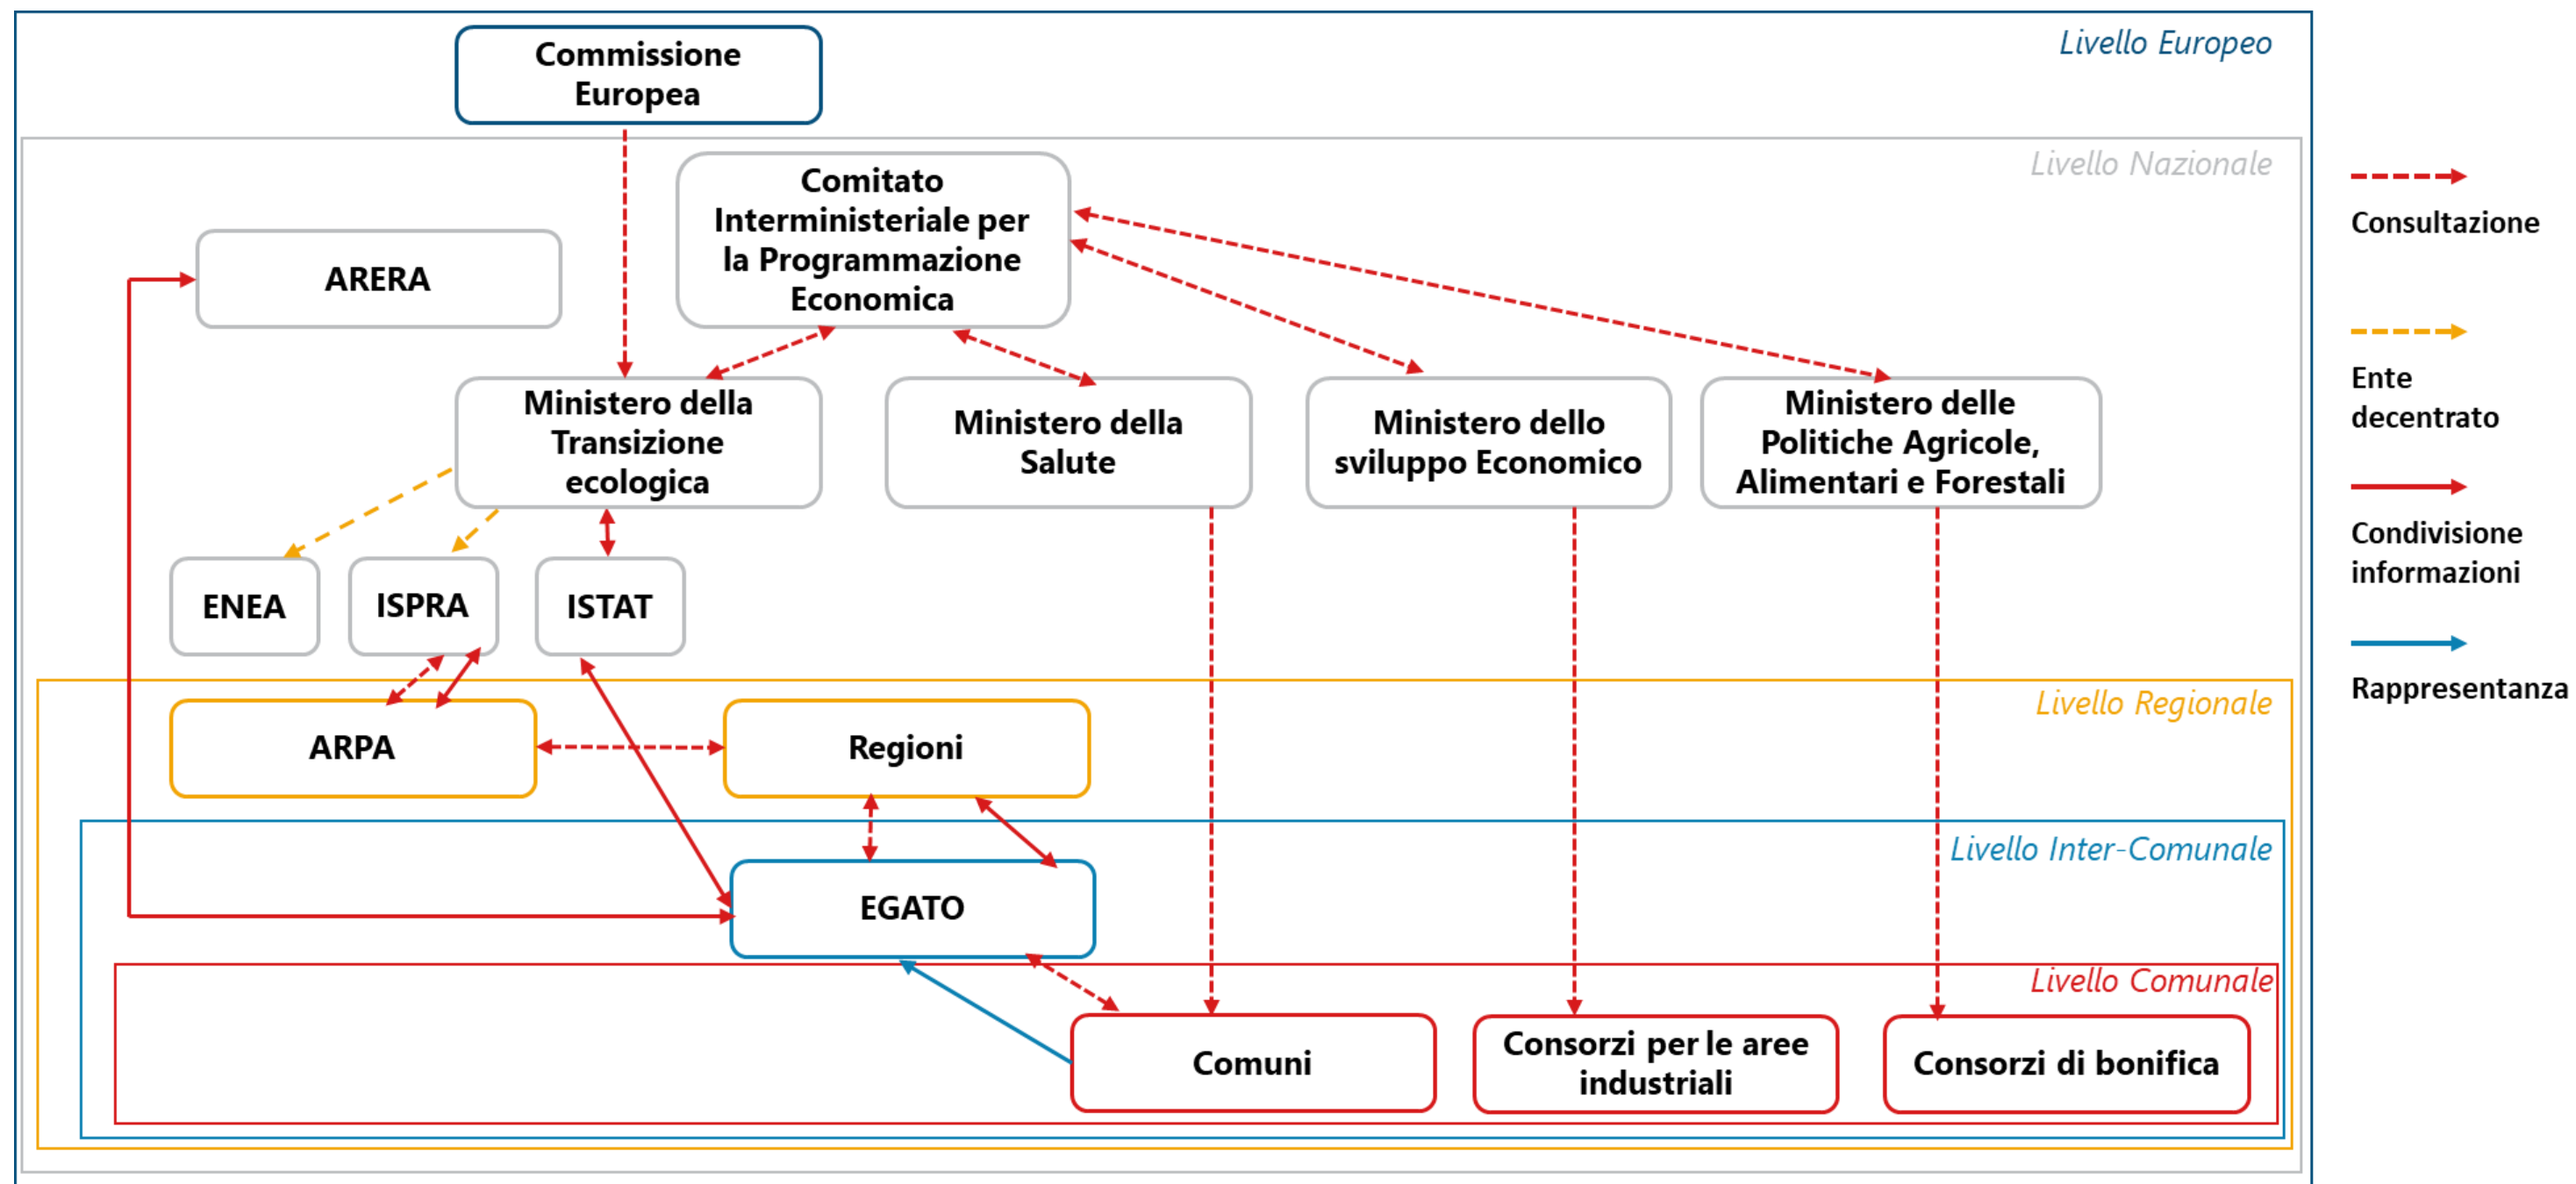 Commissione
Europea
Livello Europeo
Livello Nazionale
Comitato
Interministeriale per
la Programmazione
Economica
ARERA
Ministero della
Transizione
ecologica
Ministero della
Salute
Ministero dello
sviluppo Economico
Ministero delle
Politiche Agricole,
Alimentari e Forestali
ENEA
ISPRA
ISTAT
Livello Regionale
ARPA
Regioni
Livello Inter-Comunale
EGATO
Livello Comunale
Comuni
Consorzi per le aree
industriali
Consorzi di bonifica
Consultazione
Ente
decentrato
Condivisione
informazioni
Rappresentanza